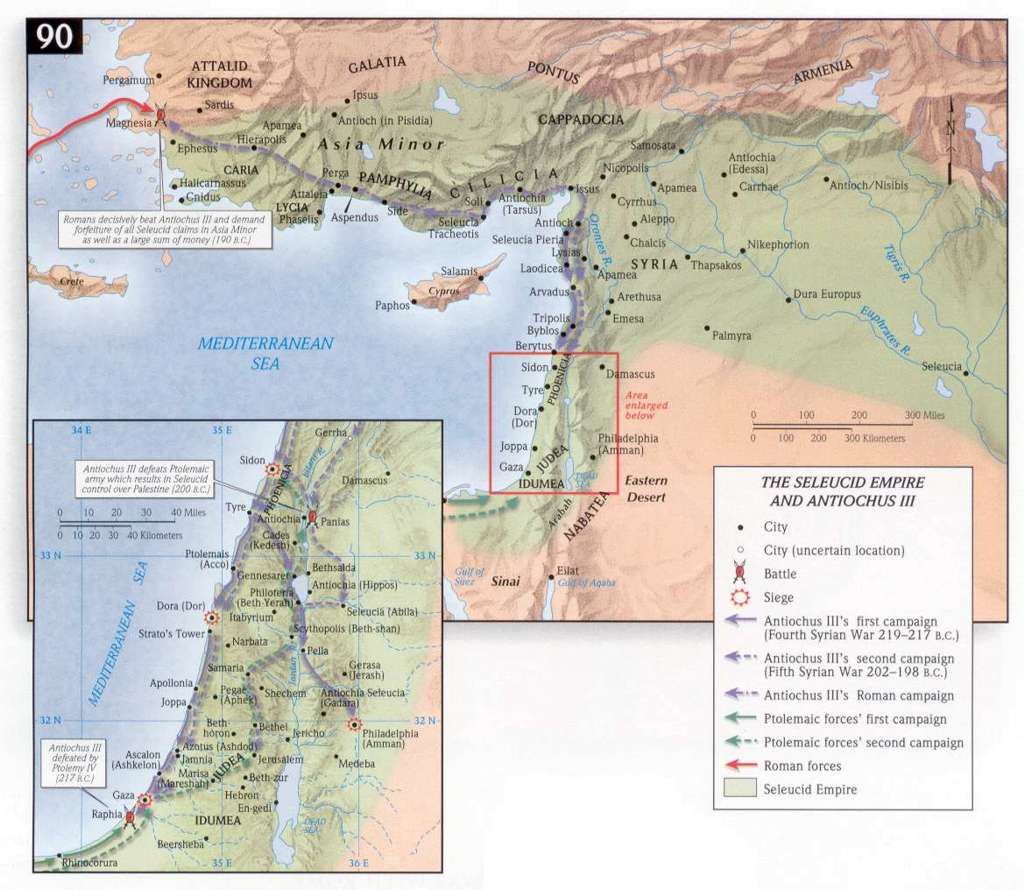 90
ATTALID
KINGDOM
GALATIA
PONTUS
ARMENIA
Pergamum
Sardis
Ipsus
Magnesia
Apamea
Antioch (in Pisidia)
CAPPADOCIA
N
Hierapolis
Asia Minor
Ephesus
Samosata
CARIA
Perga
PAMPHYLIA
CILICIA
Nicopolis
Antiochia
(Edessa)
Halicarnassus
Attaleia
Issus
Apamea
Carrhae
Antioch/Nisibis
Cnidus
LYCIA
Phaselis
Aspendus
Side
Soli
Antiochia
(Tarsus)
Cyrrhus
Seleucia
Tracheotis
Antioch
Orontes R.
Aleppo
Romans decisively beat Antiochus III and demand
forfeiture of all Seleucid claims in Asia Minor
as well as a large sum of money (190 B.C.)
Seleucia Pieria
Chalcis
Nikephorion
Lysias
SYRIA
Thapsakos
Tigris R.
Crete
Salamis
Laodicea
Apamea
Cyprus
Arvadus
Arethusa
Dura Europus
Paphos
Emesa
Tripolis
Byblos
Palmyra
Euphrates R.
MEDITERRANEAN
SEA
Berytus
Sidon
PHOENICIA
Damascus
Seleucia
Tyre
Area
enlarged
below
Dora
(Dor)
0 100 200 300 Miles
0 100 200 300 Kilometers
Joppa
JUDEA
Philadelphia
(Amman)
Gaza
IDUMEA
Eastern
Desert
Arabah
NABATEA
Gulf of
Suez
Sinai
Eilat
Gulf of Aqaba
34 E
35 E
Gerrha
Sidon
Antiochus III defeats Ptolemaic
army which results in Seleucid
control over Palestine (200 B.C.)
PHOENICIA
Damascus
Tyre
Antiochia
Panias
0 10 20 30 40 Miles
0 10 20 30 40 Kilometers
Cades
(Kedesh)
Ptolemais
(Acco)
33 N
33 N
Gennesaret
Bethsaida
Antiochia (Hippos)
MEDITERRANEAN
SEA
Philoteria
(Beth-Yerah)
Dora (Dor)
Itabyrium
Seleucia (Abila)
Strato's Tower
Scythopolis (Beth-shan)
Narbata
Pella
Jordan R.
Samaria
Gerasa
(Jerash)
Apollonia
Pegae
(Aphek)
Shechem
Antiochia Seleucia
(Gadara)
Joppa
32 N
32 N
Beth-
horon
Bethel
Jericho
Philadelphia
(Amman)
Antiochus III
defeated by
Ptolemy IV
(217 B.C.)
Azotus (Ashdod)
Ascalon
(Ashkelon)
Jamnia
JUDEA
Jerusalem
Medeba
Marisa
(Mareshah)
Beth-zur
Gaza
Hebron
En-gedi
Raphia
IDUMEA
DEAD
SEA
Beersheba
Rhinocorura
35 E
36 E
THE SELEUCID EMPIRE
AND ANTIOCHUS III
City
City (uncertain location)
Battle
Siege
Antiochus III's first campaign
(Fourth Syrian War 219–217 B.C.)
Antiochus III's second campaign
(Fifth Syrian War 202–198 B.C.)
Antiochus III's Roman campaign
Ptolemaic forces' first campaign
Ptolemaic forces' second campaign
Roman forces
Seleucid Empire